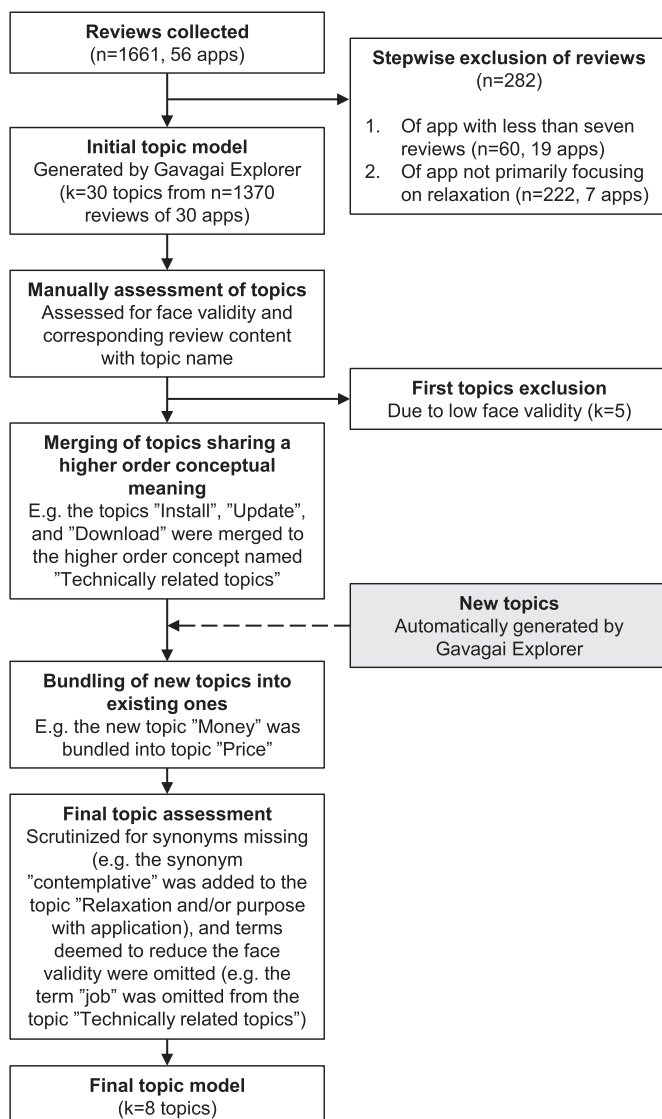 Reviews collected
(n=1661, 56 apps)
Stepwise exclusion of reviews
(n=282)
1. Of app with less than seven
reviews (n=60, 19 apps)
2. Of app not primarily focusing
on relaxation (n=222, 7 apps)
Initial topic model
Generated by Gavagai Explorer
(k=30 topics from n=1370
reviews of 30 apps)
Manually assessment of topics
Assessed for face validity and
corresponding review content
with topic name
First topics exclusion
Due to low face validity (k=5)
Merging of topics sharing a
higher order conceptual
meaning
E.g. the topics ”Install”, ”Update”,
and ”Download” were merged to
the higher order concept named
”Technically related topics”
New topics
Automatically generated by
Gavagai Explorer
Bundling of new topics into
existing ones
E.g. the new topic ”Money” was
bundled into topic ”Price”
Final topic assessment
Scrutinized for synonyms missing
(e.g. the synonym
”contemplative” was added to the
topic ”Relaxation and/or purpose
with application), and terms
deemed to reduce the face
validity were omitted (e.g. the
term ”job” was omitted from the
topic ”Technically related topics”)
Final topic model
(k=8 topics)